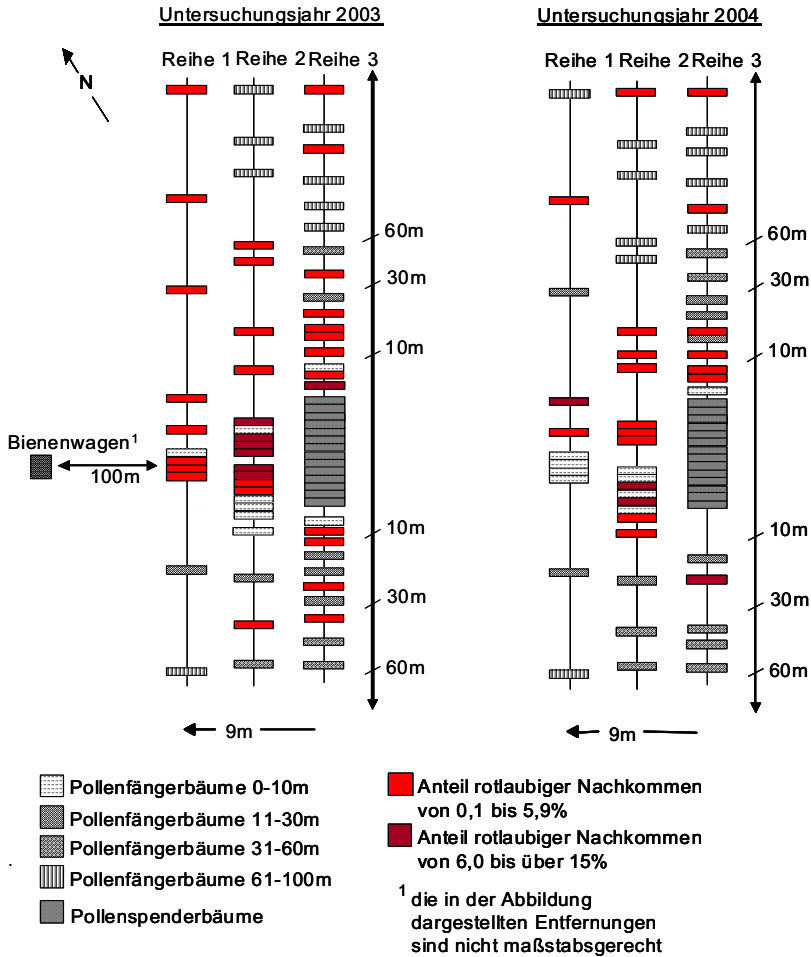 Untersuchungsjahr 2003
Untersuchungsjahr 2004
Reihe 1 Reihe 2 Reihe 3
Reihe 1 Reihe 2 Reihe 3
N
60m
30m
10m
10m
30m
60m
60m
30m
10m
10m
30m
60m
Bienenwagen¹
100m
9m
9m
Pollenfängerbäume 0-10m
Pollenfängerbäume 11-30m
Pollenfängerbäume 31-60m
Pollenfängerbäume 61-100m
Pollenspenderbäume
Anteil rotlaubiger Nachkommen
von 0,1 bis 5,9%
Anteil rotlaubiger Nachkommen
von 6,0 bis über 15%
¹ die in der Abbildung
dargestellten Entfernungen
sind nicht maßstabsgerecht